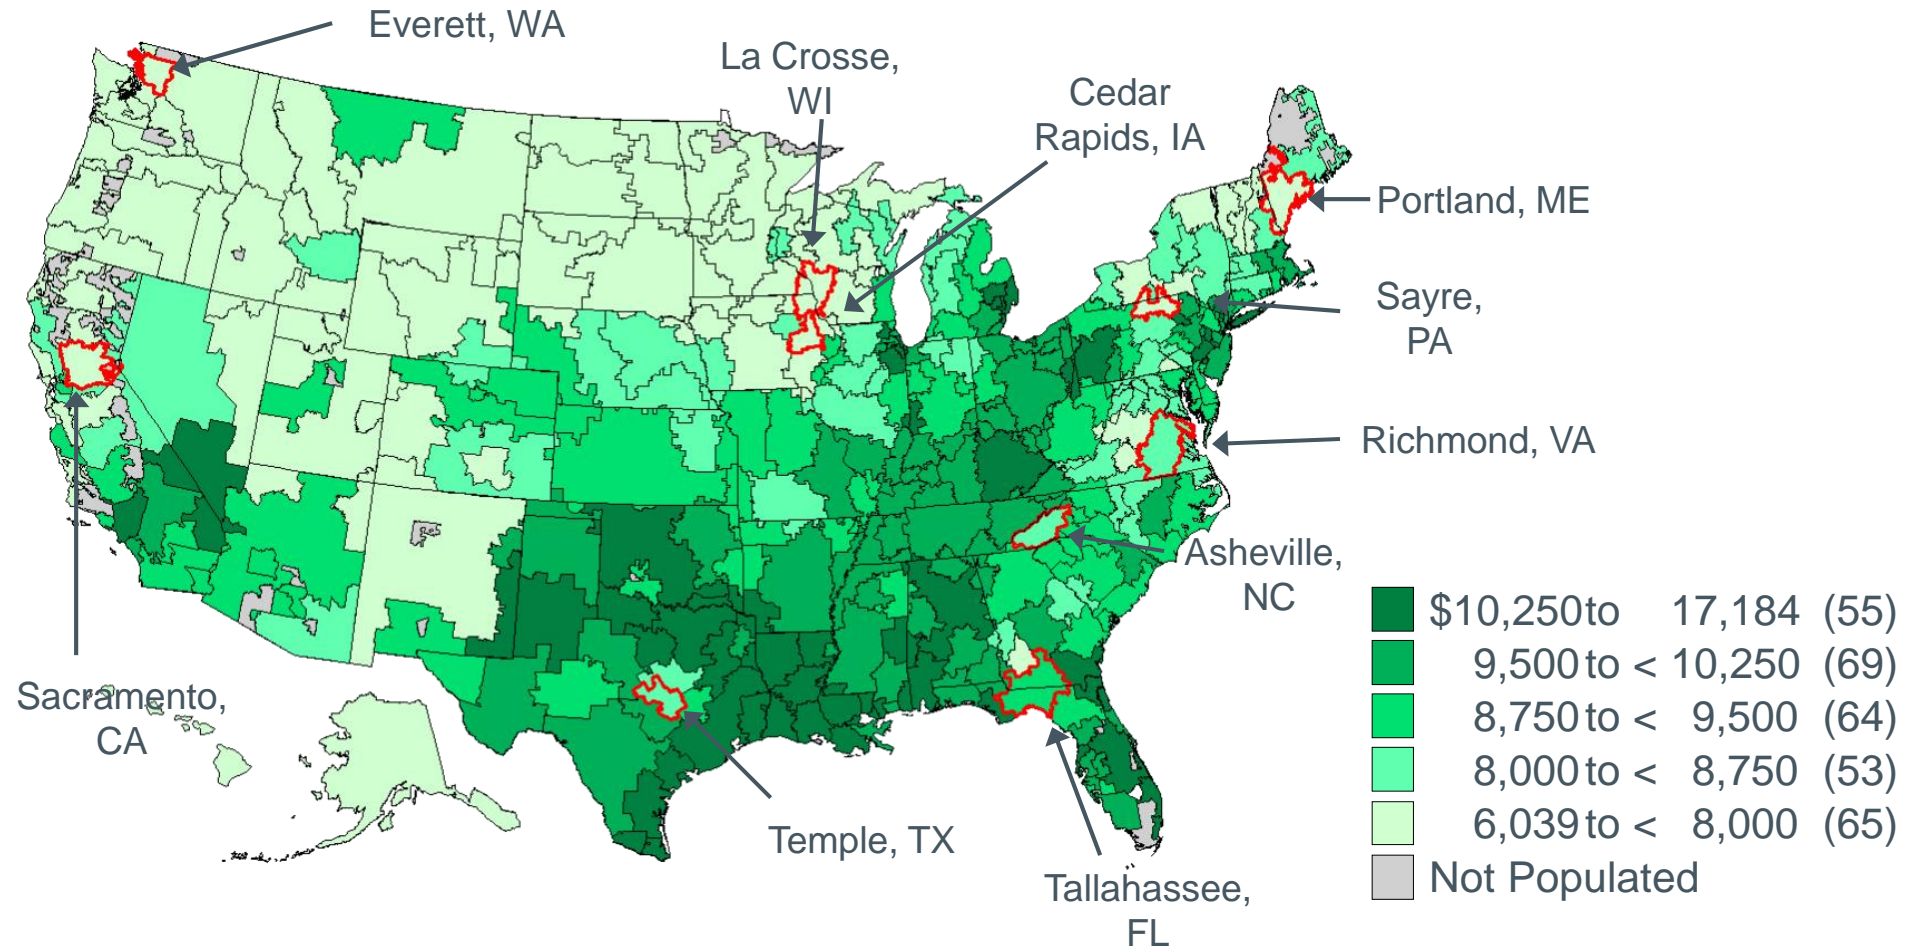 Everett, WA
La Crosse,
WI
Cedar
Rapids, IA
Portland, ME
Sayre,
PA
Richmond, VA
Asheville,
NC
Sacramento,
CA
Temple, TX
Tallahassee,
FL
$10,250 to 17,184 (55)
9,500 to < 10,250 (69)
8,750 to < 9,500 (64)
8,000 to < 8,750 (53)
6,039 to < 8,000 (65)
Not Populated